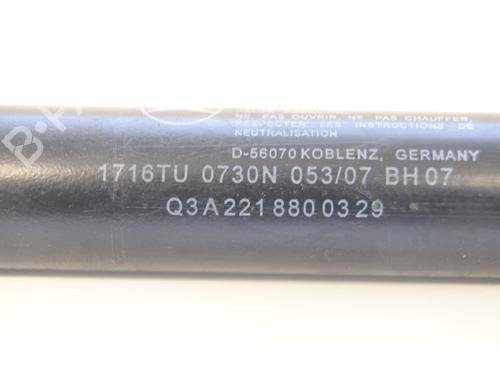 NE PAS OUVRIR, NE PAS CHAUFFER,
RESPECTER LES INSTRUCTIONS DE
NEUTRALISATION
D-56070 KOBLENZ, GERMANY
1716TU 0730N 053/07 BH07
Q3A 221 880 03 29